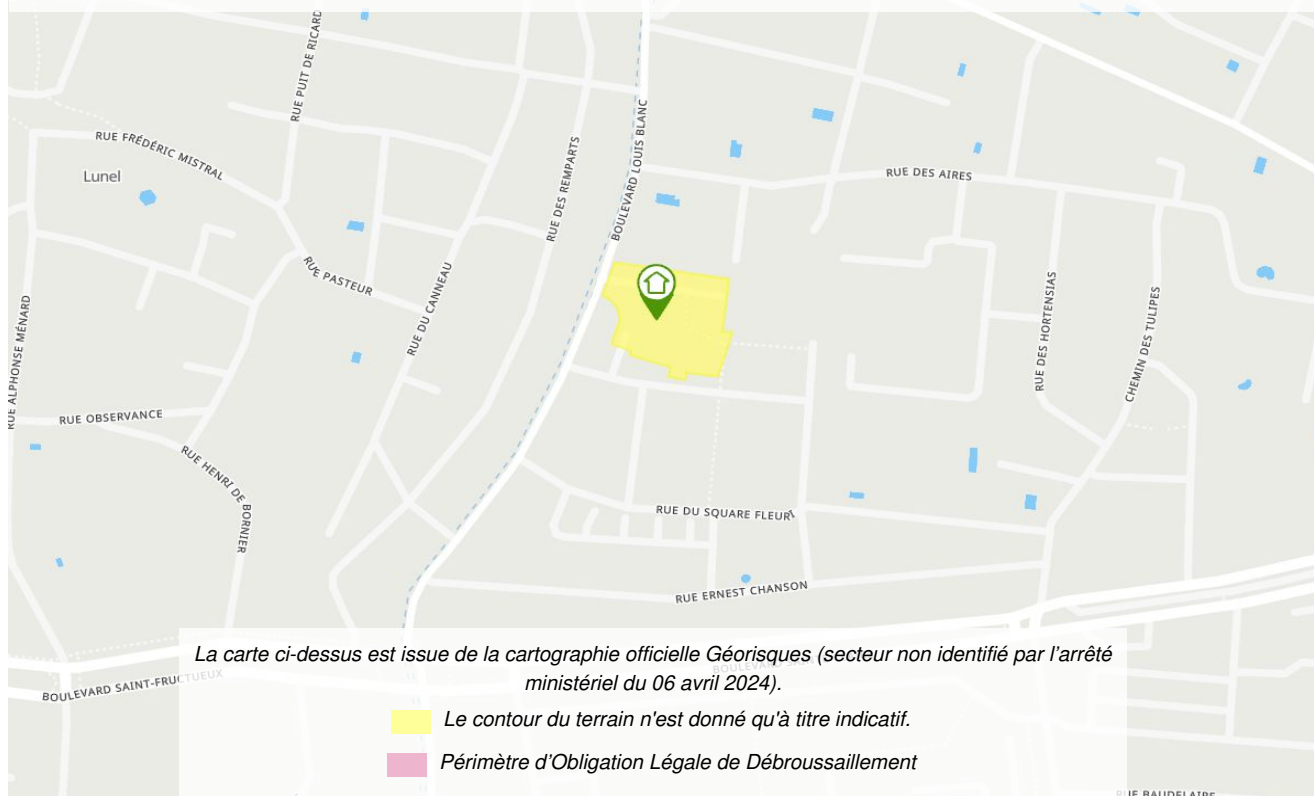 RUE PUIT DE RICARD
BOULEVARD LOUIS BLANC
RUE FRÉDÉRIC MISTRAL
Lunel
RUE DES REMPARTS
RUE DES AIRES
RUE PASTEUR
RUE DU CANNEAU
RUE ALPHONSE MÉNARD
RUE DES HORTENSIAS
CHEMIN DES TULIPES
RUE OBSERVANCE
RUE HENRI DE BORNIER
RUE DU SQUARE FLEURI
RUE ERNEST CHANSON
La carte ci-dessus est issue de la cartographie officielle Géorisques (secteur non identifié par l'arrêté
ministériel du 06 avril 2024).
BOULEVARD
BOULEVARD SAINT-FRUCTUEUX
Le contour du terrain n'est donné qu'à titre indicatif.
Périmètre d'Obligation Légale de Débroussaillement
RUE BAUDELAIRE